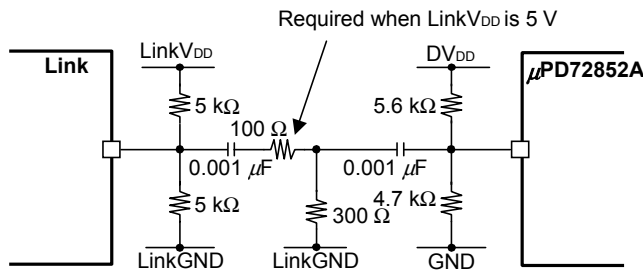 Required when LinkVDD is 5 V
Link
LinkVDD
DVDD
μPD72852A
5 kΩ
100 Ω
5.6 kΩ
0.001 μF
0.001 μF
5 kΩ
300 Ω
4.7 kΩ
LinkGND
LinkGND
GND